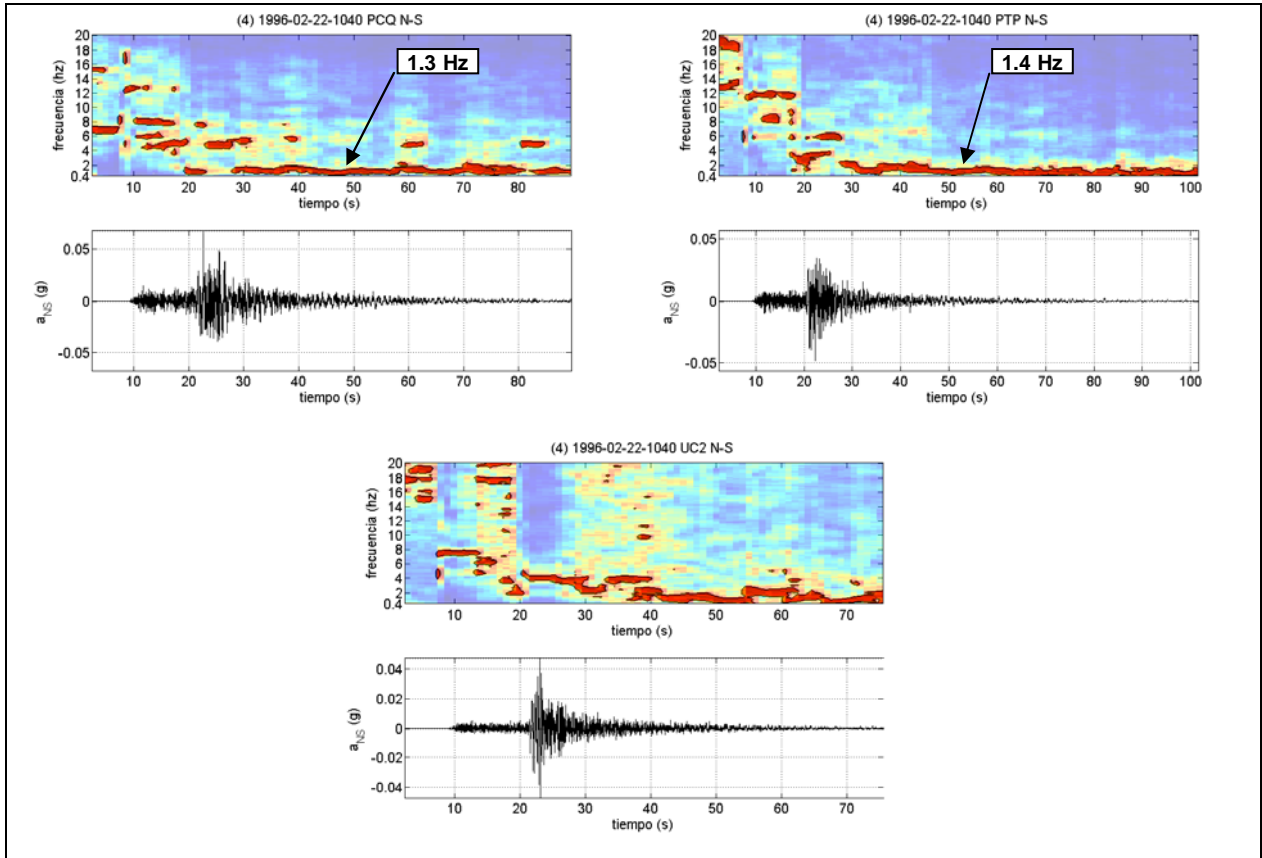 (4) 1996-02-22-1040 PCQ N-S
20
18
16
14
12
10
8
6
4
2
0.4
frecuencia (hz)
1.3 Hz
10 20 30 40 50 60 70 80
tiempo (s)
0.05
0
-0.05
a_NS (g)
10 20 30 40 50 60 70 80
tiempo (s)
(4) 1996-02-22-1040 PTP N-S
20
18
16
14
12
10
8
6
4
2
0.4
frecuencia (hz)
1.4 Hz
10 20 30 40 50 60 70 80 90 100
tiempo (s)
0.05
0
-0.05
a_NS (g)
10 20 30 40 50 60 70 80 90 100
tiempo (s)
(4) 1996-02-22-1040 UC2 N-S
20
18
16
14
12
10
8
6
4
2
0.4
frecuencia (hz)
10 20 30 40 50 60 70
tiempo (s)
0.04
0.02
0
-0.02
-0.04
a_NS (g)
10 20 30 40 50 60 70
tiempo (s)